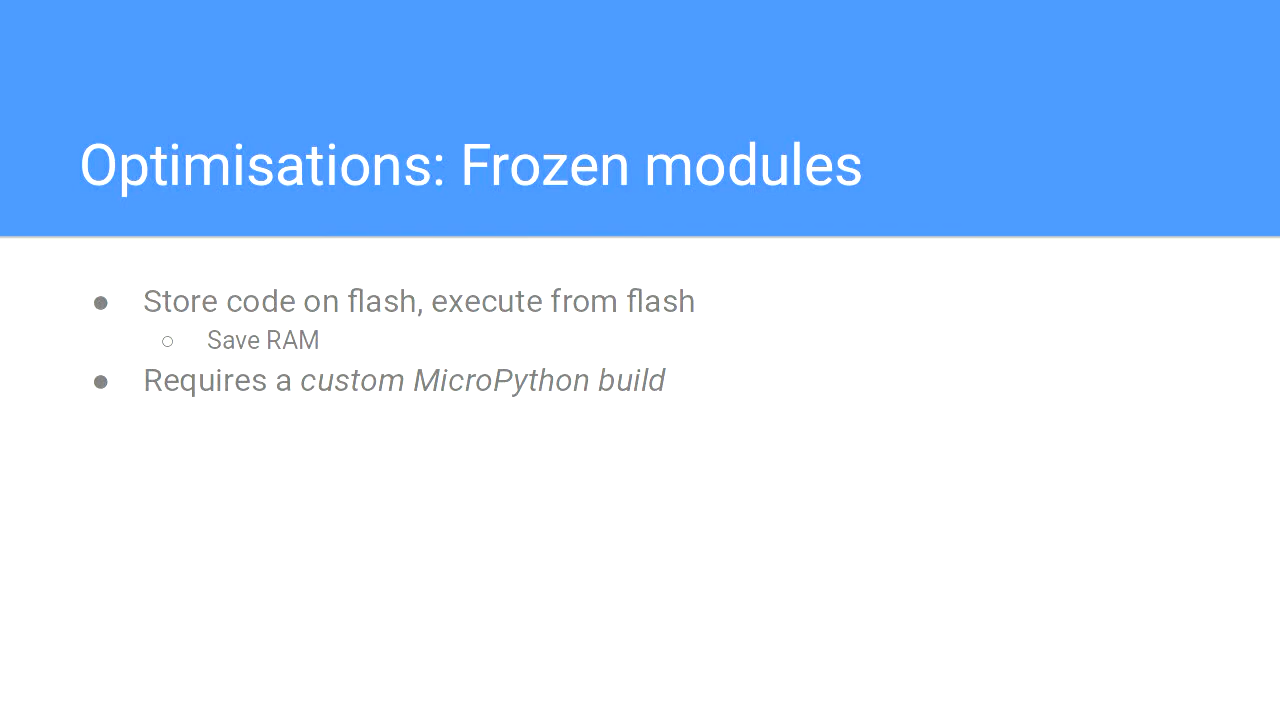 Optimisations: Frozen modules
● Store code on flash, execute from flash
○ Save RAM
● Requires a custom MicroPython build